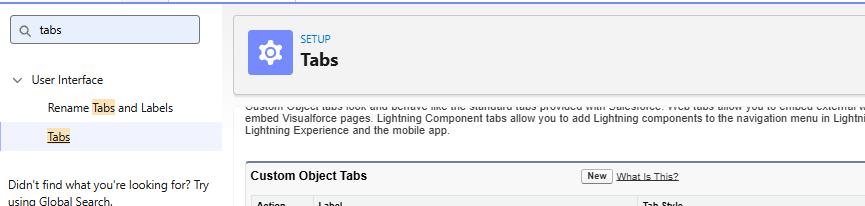 tabs
User Interface
Rename Tabs and Labels
Tabs
Didn't find what you're looking for? Try
using Global Search.
SETUP
Tabs
Custom Object tabs look and behave like the standard tabs provided with Salesforce. Web tabs allow you to embed external w
embed Visualforce pages. Lightning Component tabs allow you to add Lightning components to the navigation menu in Lightni
Lightning Experience and the mobile app.
Custom Object Tabs
New What Is This?
Action Label Tab Style